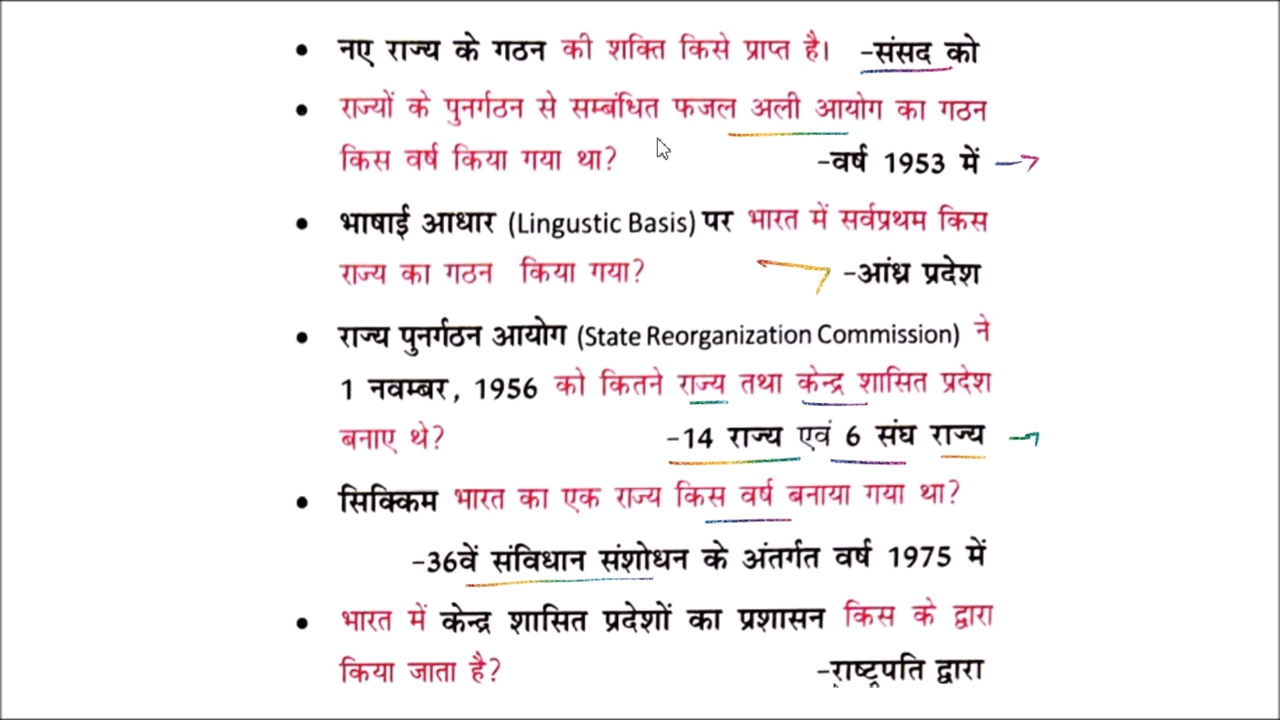 • नए राज्य के गठन की शक्ति किसे प्राप्त है। -संसद को
• राज्यों के पुनर्गठन से सम्बंधित फजल अली आयोग का गठन
किस वर्ष किया गया था? -वर्ष 1953 में
• भाषाई आधार (Lingustic Basis) पर भारत में सर्वप्रथम किस
राज्य का गठन किया गया? -आंध्र प्रदेश
• राज्य पुनर्गठन आयोग (State Reorganization Commission) ने
1 नवम्बर, 1956 को कितने राज्य तथा केन्द्र शासित प्रदेश
बनाए थे? -14 राज्य एवं 6 संघ राज्य
• सिक्किम भारत का एक राज्य किस वर्ष बनाया गया था?
-36वें संविधान संशोधन के अंतर्गत वर्ष 1975 में
• भारत में केन्द्र शासित प्रदेशों का प्रशासन किस के द्वारा
किया जाता है? -राष्ट्रपति द्वारा